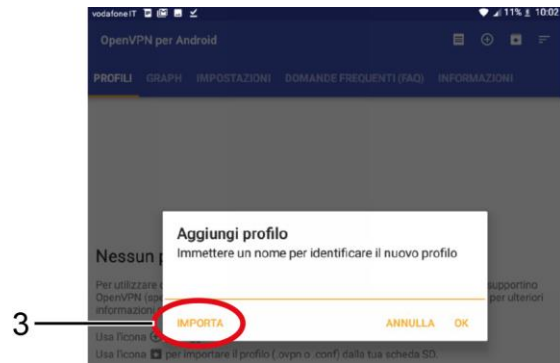 vodafone IT 11% 10:02
OpenVPN per Android
PROFILI GRAPH IMPOSTAZIONI DOMANDE FREQUENTI (FAQ) INFORMAZIONI
Aggiungi profilo
Nessun p
Immettere un nome per identificare il nuovo profilo
Per utilizzare supportino
OpenVPN per ulteriori
informazioni
3
IMPORTA ANNULLA OK
Usa l'icona
Usa l'icona per importare il profilo (.ovpn o .conf) dalla tua scheda SD.